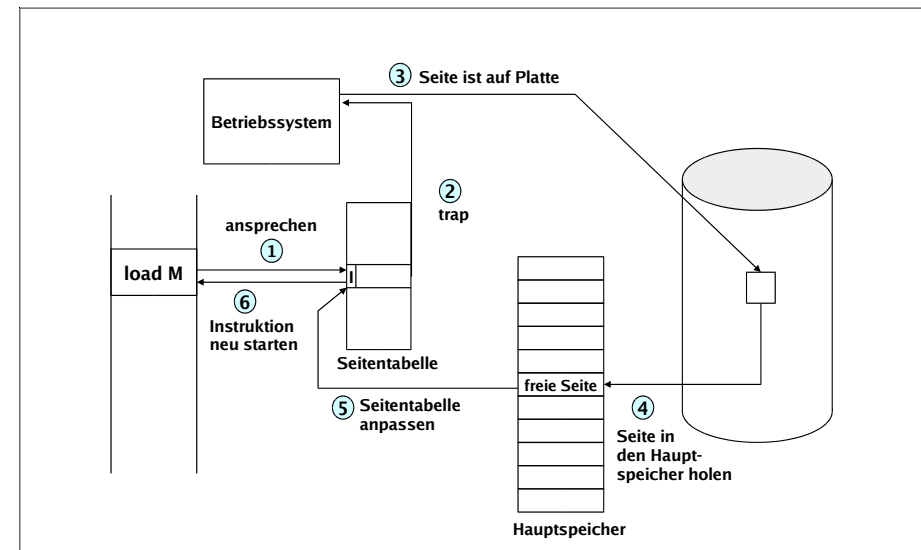 3 Seite ist auf Platte
Betriebssystem
2
trap
ansprechen
1
load M
I
6
Instruktion
neu starten
Seitentabelle
freie Seite
5 Seitentabelle
anpassen
4
Seite in
den Haupt-
speicher holen
Hauptspeicher